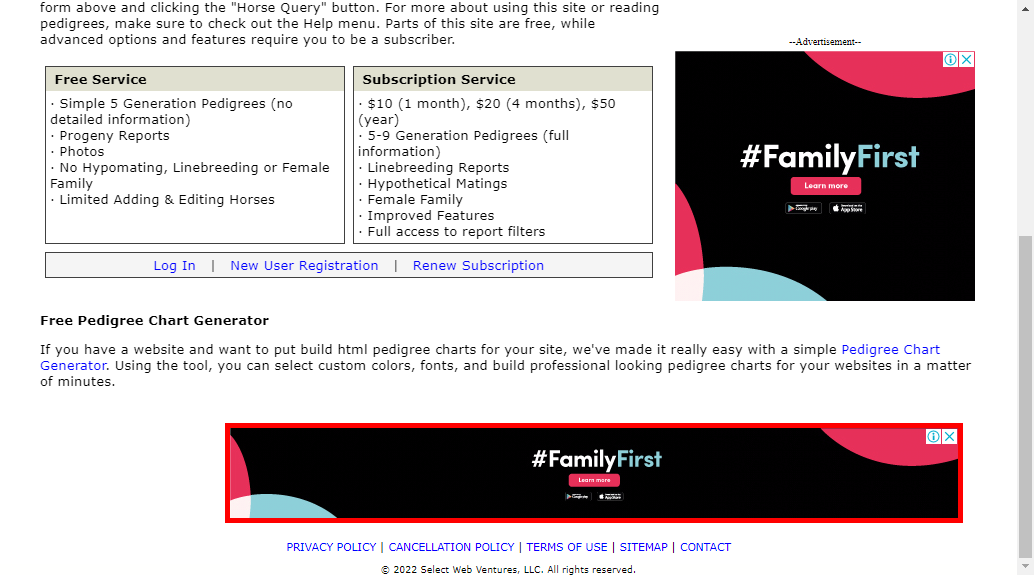 form above and clicking the "Horse Query" button. For more about using this site or reading
pedigrees, make sure to check out the Help menu. Parts of this site are free, while
advanced options and features require you to be a subscriber.
Free Service
· Simple 5 Generation Pedigrees (no
detailed information)
· Progeny Reports
· Photos
· No Hypomating, Linebreeding or Female
Family
· Limited Adding & Editing Horses
Subscription Service
· $10 (1 month), $20 (4 months), $50
(year)
· 5-9 Generation Pedigrees (full
information)
· Linebreeding Reports
· Hypothetical Matings
· Female Family
· Improved Features
· Full access to report filters
Log In | New User Registration | Renew Subscription
--Advertisement--
#FamilyFirst
Learn more
Google play
App Store
Free Pedigree Chart Generator
If you have a website and want to put build html pedigree charts for your site, we've made it really easy with a simple Pedigree Chart
Generator. Using the tool, you can select custom colors, fonts, and build professional looking pedigree charts for your websites in a matter
of minutes.
#FamilyFirst
Learn more
Google play
App Store
PRIVACY POLICY | CANCELLATION POLICY | TERMS OF USE | SITEMAP | CONTACT
© 2022 Select Web Ventures, LLC. All rights reserved.